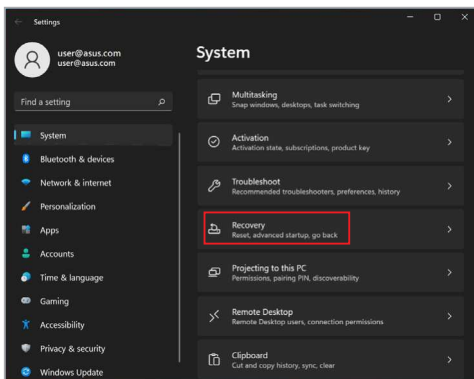 Settings
user@asus.com
user@asus.com
Find a setting
System
Bluetooth & devices
Network & internet
Personalization
Apps
Accounts
Time & language
Gaming
Accessibility
Privacy & security
Windows Update
System
Multitasking
Snap windows, desktops, task switching
Activation
Activation state, subscriptions, product key
Troubleshoot
Recommended troubleshooters, preferences, history
Recovery
Reset, advanced startup, go back
Projecting to this PC
Permissions, pairing PIN, discoverability
Remote Desktop
Remote Desktop users, connection permissions
Clipboard
Cut and copy history, sync, clear